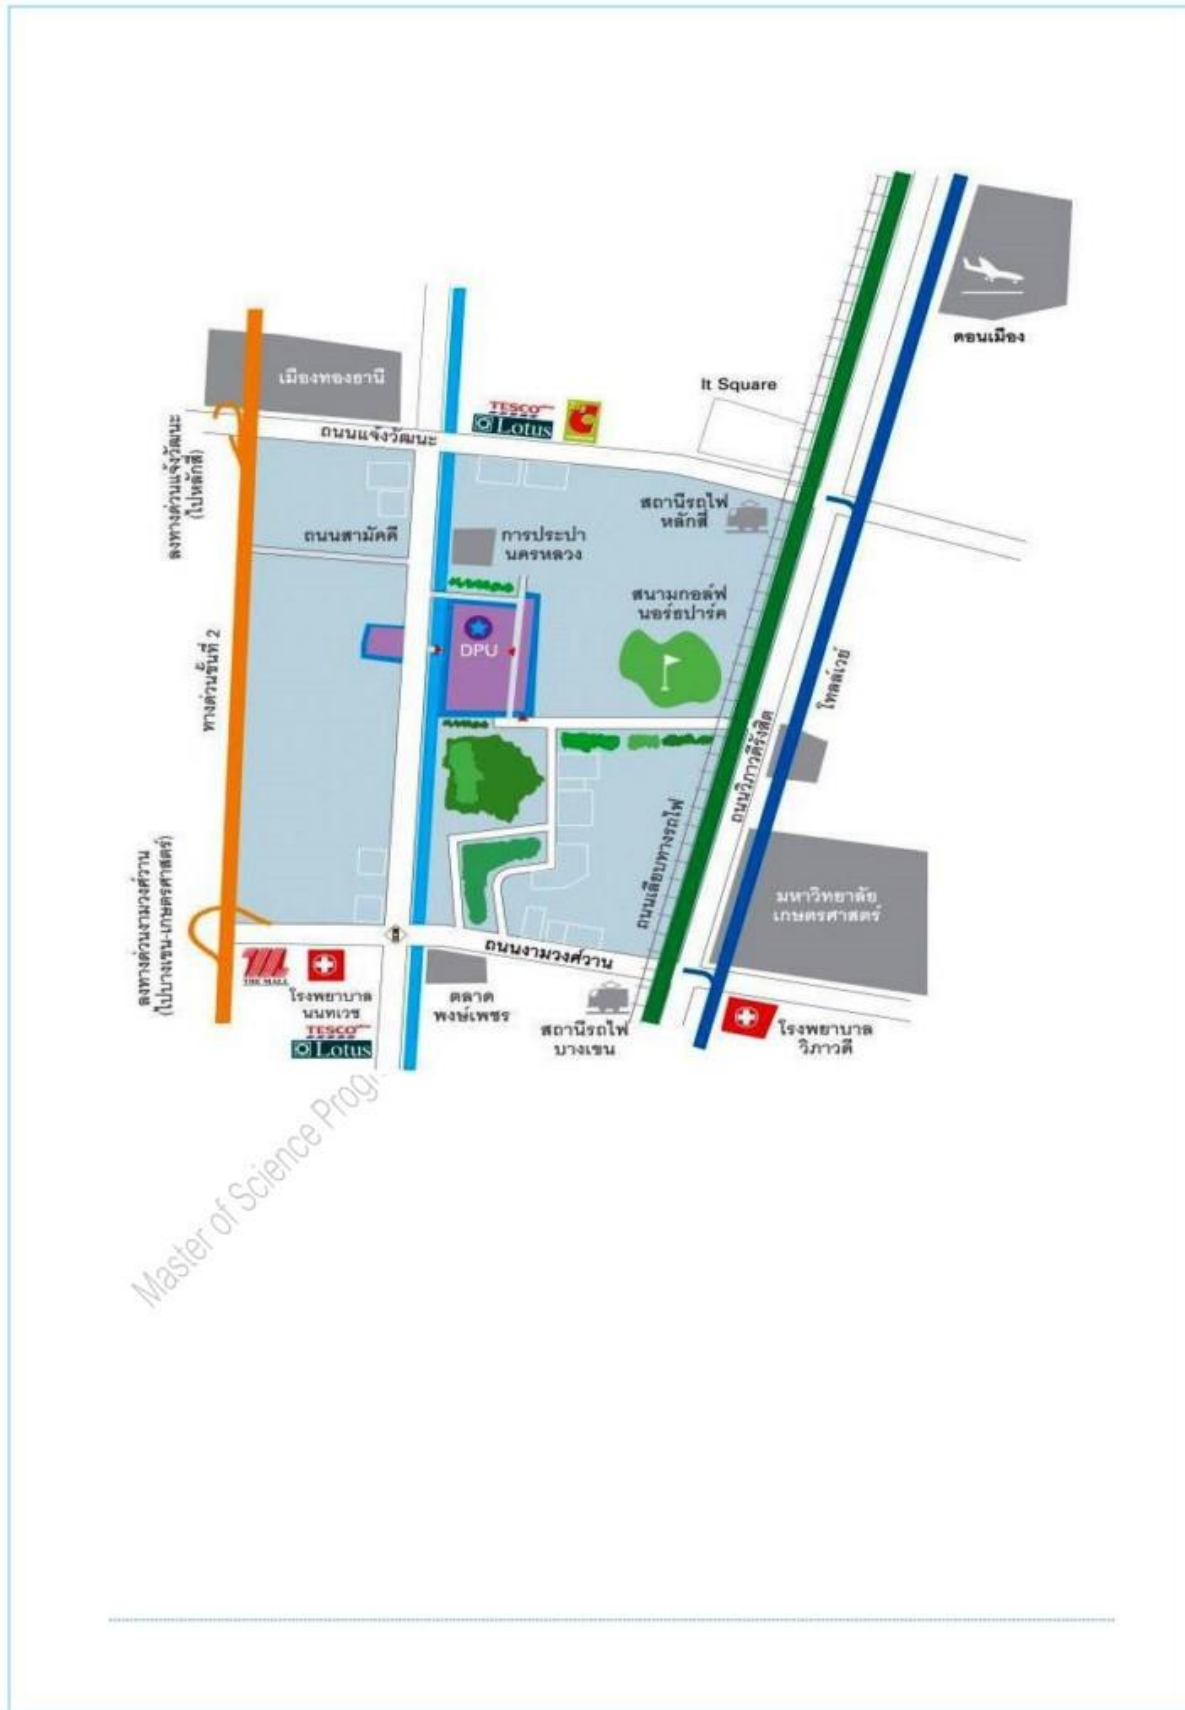 ดอนเมือง
เมืองทองธานี
It Square
TESCO
Lotus
ถนนแจ้งวัฒนะ
ลงทางด่วนแจ้งวัฒนะ
(ไปหลักสี่)
สถานีรถไฟ
หลักสี่
ถนนสามัคคี
การประปา
นครหลวง
สนามกอล์ฟ
นอร์ธปาร์ค
DPU
ทางด่วนขั้นที่ 2
โทลล์เวย์
ถนนวิภาวดีรังสิต
ถนนเลียบทางรถไฟ
ลงทางด่วนงามวงศ์วาน
(ไปบางเขน-เกษตรศาสตร์)
มหาวิทยาลัย
เกษตรศาสตร์
ถนนงามวงศ์วาน
THE MALL
โรงพยาบาล
นนทเวช
TESCO
Lotus
ตลาด
พงษ์เพชร
สถานีรถไฟ
บางเขน
โรงพยาบาล
วิภาวดี
Master of Science Prog